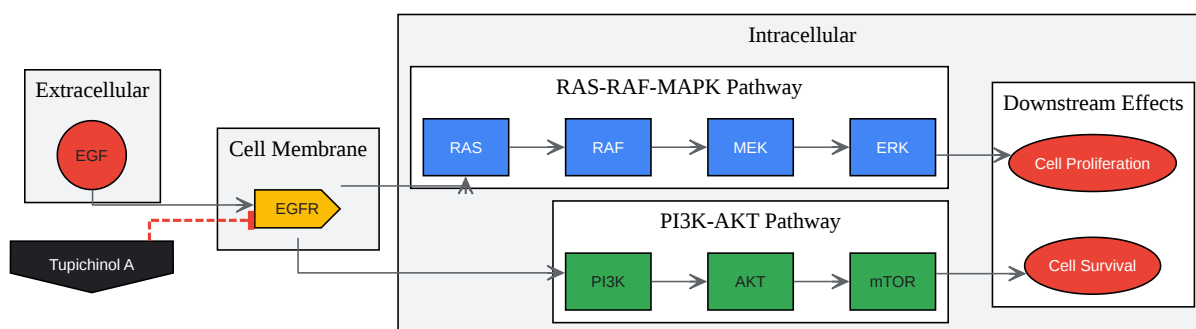 Intracellular
Extracellular
EGF
Cell Membrane
EGFR
Tupichinol A
RAS-RAF-MAPK Pathway
RAS
RAF
MEK
ERK
PI3K-AKT Pathway
PI3K
AKT
mTOR
Downstream Effects
Cell Proliferation
Cell Survival